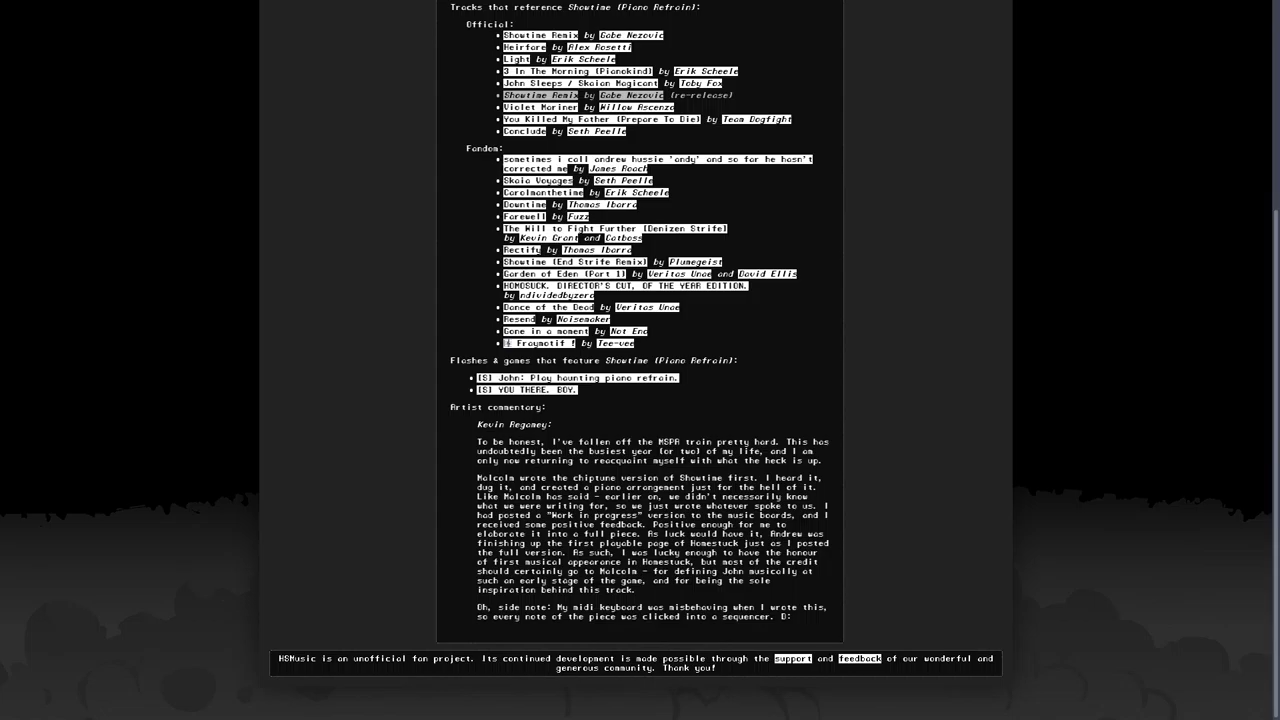 Tracks that reference Showtime (Piano Refrain):
Official:
Showtime Remix by Gabe Nezovic
Heirfare by Alex Rosetti
Light by Erik Scheele
3 In The Morning (Pianokind) by Erik Scheele
John Sleeps / Skaian Magicant by Toby Fox
Showtime Remix by Gabe Nezovic (re-release)
Violet Mariner by Willow Ascenzo
You Killed My Father (Prepare To Die) by Team Dogfight
Conclude by Seth Peelle
Fandom:
sometimes i call andrew hussie 'andy' and so far he hasn't
corrected me by James Roach
Skaia Voyages by Seth Peelle
Carolmanthetime by Erik Scheele
Downtime by Thomas Ibarra
Farewell by Fuzz
The Will to Fight Further [Denizen Strife]
by Kevin Grant and Catboss
Rectify by Thomas Ibarra
Showtime (End Strife Remix) by Plumegeist
Garden of Eden (Part 1) by Veritas Unae and David Ellis
HOMOSUCK. DIRECTOR'S CUT. OF THE YEAR EDITION.
by ndividedbyzero
Dance of the Dead by Veritas Unae
Resend by Noisemaker
Gone in a moment by Not End
Fraymotif ! by Tee-vee
Flashes & games that feature Showtime (Piano Refrain):
[S] John: Play haunting piano refrain.
[S] YOU THERE. BOY.
Artist commentary:
Kevin Regamey:
To be honest, I've fallen off the MSPA train pretty hard. This has
undoubtedly been the busiest year (or two) of my life, and I am
only now returning to reacquaint myself with what the heck is up.
Malcolm wrote the chiptune version of Showtime first. I heard it,
dug it, and created a piano arrangement just for the hell of it.
Like Malcolm has said - earlier on, we didn't necessarily know
what we were writing for, so we just wrote whatever spoke to us. I
had posted a "Work in progress" version to the music boards, and I
received some positive feedback. Positive enough for me to
elaborate it into a full piece. As luck would have it, Andrew was
finishing up the first playable page of Homestuck just as I posted
the full version. As such, I was lucky enough to have the honour
of first musical appearance in Homestuck, but most of the credit
should certainly go to Malcolm - for defining John musically at
such an early stage of the game, and for being the sole
inspiration behind this track.
Oh, side note: My midi keyboard was misbehaving when I wrote this,
so every note of the piece was clicked into a sequencer. D:
HSMusic is an unofficial fan project. Its continued development is made possible through the support and feedback of our wonderful and
generous community. Thank you!